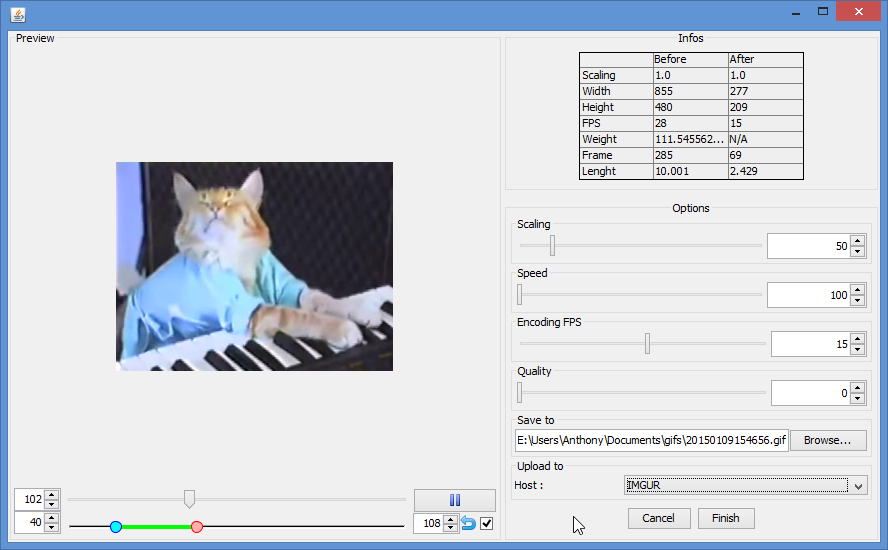 Preview
102
40
108
Infos
Before After
Scaling 1.0 1.0
Width 855 277
Height 480 209
FPS 28 15
Weight 111.545562... N/A
Frame 285 69
Lenght 10.001 2.429
Options
Scaling
50
Speed
100
Encoding FPS
15
Quality
0
Save to
E:\Users\Anthony\Documents\gifs\20150109154656.gif Browse...
Upload to
Host : IMGUR
Cancel Finish